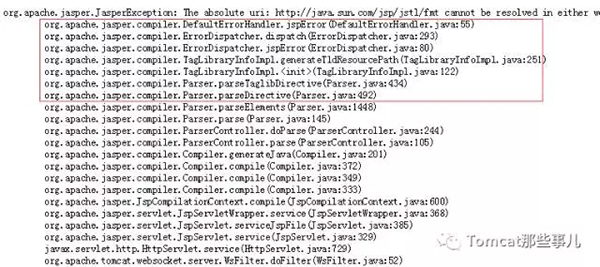 org.apache.jasper.JasperException: The absolute uri: http://java.sun.com/jsp/jstl/fmt cannot be resolved in either w
org.apache.jasper.compiler.DefaultErrorHandler.jspError(DefaultErrorHandler.java:55)
org.apache.jasper.compiler.ErrorDispatcher.dispatch(ErrorDispatcher.java:293)
org.apache.jasper.compiler.ErrorDispatcher.jspError(ErrorDispatcher.java:80)
org.apache.jasper.compiler.TagLibraryInfoImpl.generateTldResourcePath(TagLibraryInfoImpl.java:251)
org.apache.jasper.compiler.TagLibraryInfoImpl.<init>(TagLibraryInfoImpl.java:122)
org.apache.jasper.compiler.Parser.parseTaglibDirective(Parser.java:434)
org.apache.jasper.compiler.Parser.parseDirective(Parser.java:492)
org.apache.jasper.compiler.Parser.parseElements(Parser.java:1448)
org.apache.jasper.compiler.Parser.parse(Parser.java:145)
org.apache.jasper.compiler.ParserController.doParse(ParserController.java:244)
org.apache.jasper.compiler.ParserController.parse(ParserController.java:105)
org.apache.jasper.compiler.Compiler.generateJava(Compiler.java:201)
org.apache.jasper.compiler.Compiler.compile(Compiler.java:372)
org.apache.jasper.compiler.Compiler.compile(Compiler.java:349)
org.apache.jasper.compiler.Compiler.compile(Compiler.java:333)
org.apache.jasper.JspCompilationContext.compile(JspCompilationContext.java:600)
org.apache.jasper.servlet.JspServletWrapper.service(JspServletWrapper.java:368)
org.apache.jasper.servlet.JspServlet.serviceJspFile(JspServlet.java:385)
org.apache.jasper.servlet.JspServlet.service(JspServlet.java:329)
javax.servlet.http.HttpServlet.service(HttpServlet.java:729)
org.apache.tomcat.websocket.server.WsFilter.doFilter(WsFilter.java:52)
Tomcat那些事儿